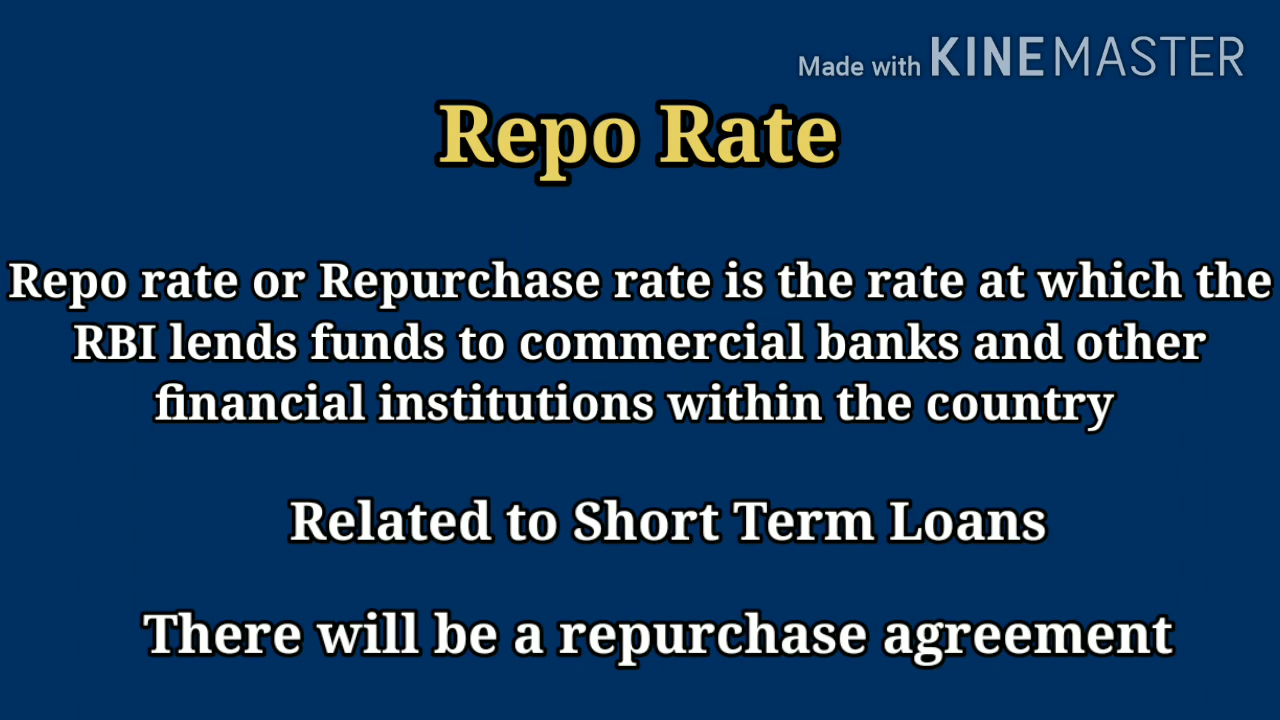 Made with KINEMASTER
Repo Rate
Repo rate or Repurchase rate is the rate at which the
RBI lends funds to commercial banks and other
financial institutions within the country
Related to Short Term Loans
There will be a repurchase agreement